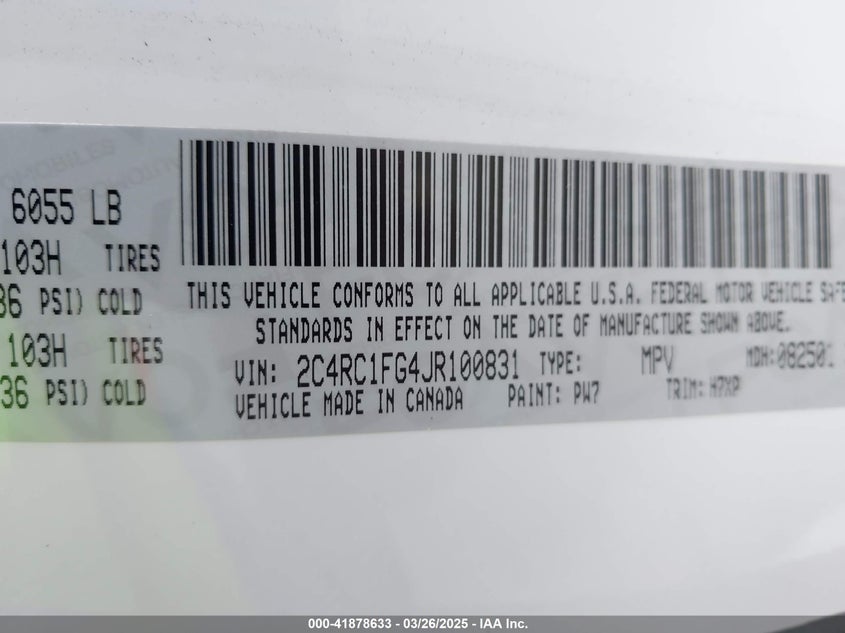 6055 LB
103H TIRES
36 PSI) COLD
103H TIRES
36 PSI) COLD
THIS VEHICLE CONFORMS TO ALL APPLICABLE U.S.A. FEDERAL MOTOR VEHICLE SAFE
STANDARDS IN EFFECT ON THE DATE OF MANUFACTURE SHOWN ABOVE.
VIN: 2C4RC1FG4JR100831 TYPE: MPV MDH:082501
VEHICLE MADE IN CANADA PAINT: PW7 TRIM: H7XP
000-41878633 - 03/26/2025 - IAA Inc.